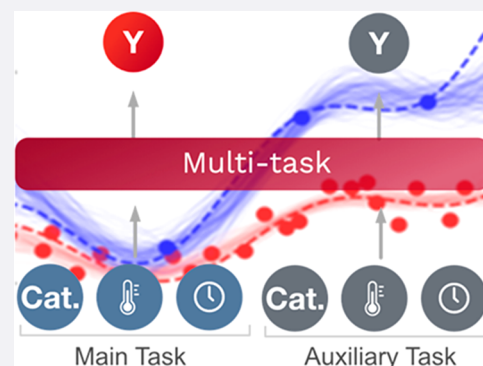 Y Y
Multi-task
Cat. Cat.
Main Task Auxiliary Task